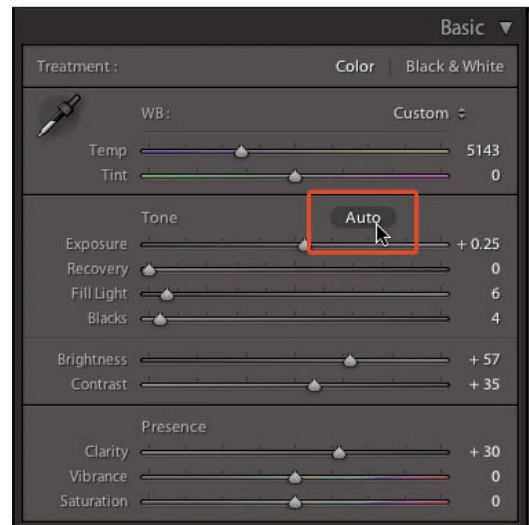 Basic
Treatment : Color Black & White
WB : Custom
Temp 5143
Tint 0
Tone Auto
Exposure + 0.25
Recovery 0
Fill Light 6
Blacks 4
Brightness + 57
Contrast + 35
Presence
Clarity + 30
Vibrance 0
Saturation 0